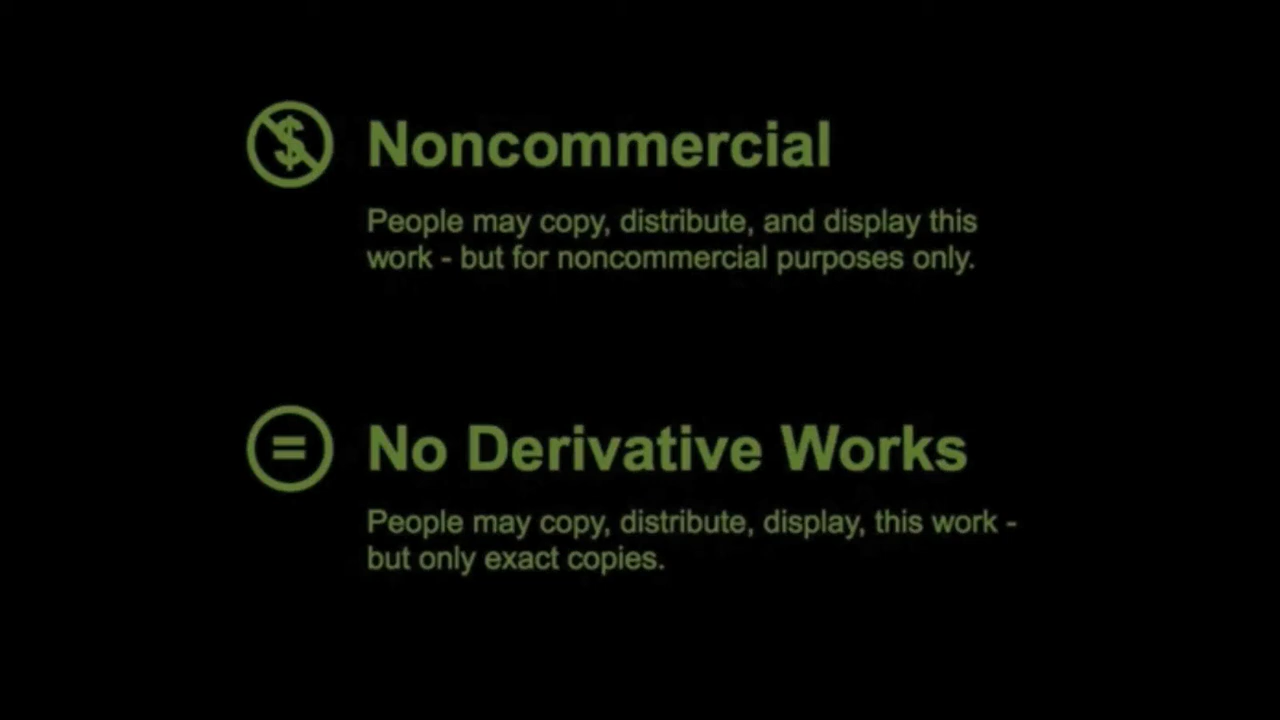 Noncommercial
People may copy, distribute, and display this
work - but for noncommercial purposes only.
No Derivative Works
People may copy, distribute, display, this work -
but only exact copies.